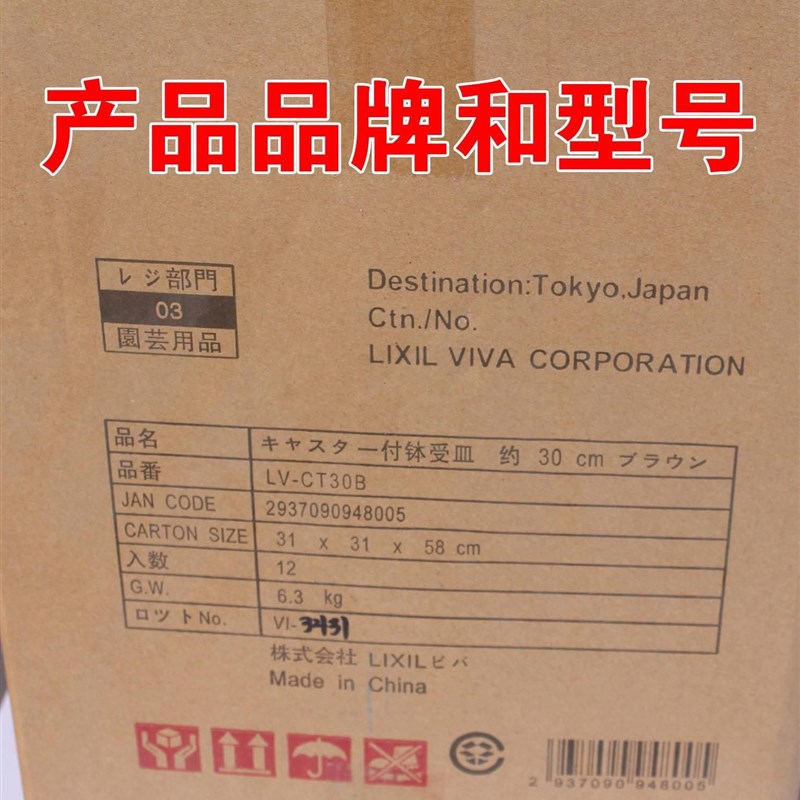 产品品牌和型号
レジ部門
03
園芸用品
Destination:Tokyo,Japan
Ctn./No.
LIXIL VIVA CORPORATION
品名 キャスター付鉢受皿 約 30 cm ブラウン
品番 LV-CT30B
JAN CODE 2937090948005
CARTON SIZE 31 x 31 x 58 cm
入数 12
G.W. 6.3 kg
ロットNo. VI-3431
株式会社 LIXILビバ
Made in China
2 937090 948005